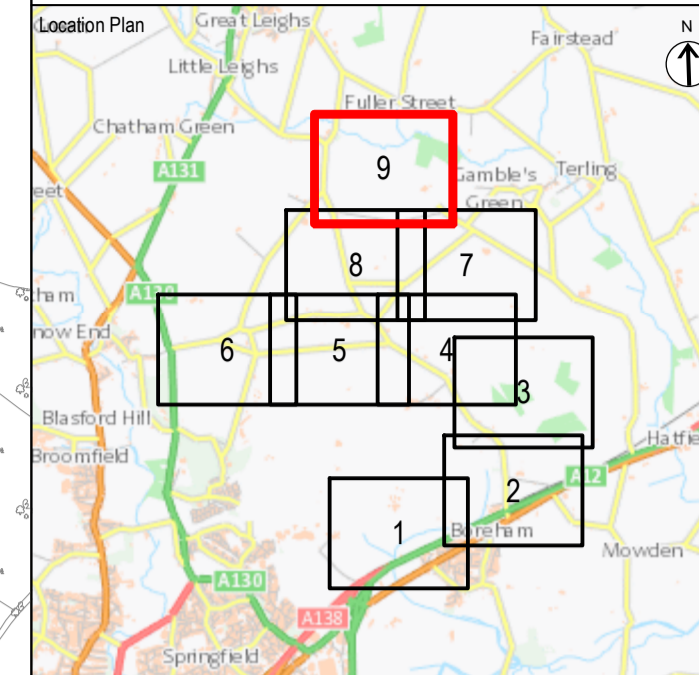 Location Plan
Great Leighs
N
Fairstead
Little Leighs
Fuller Street
Chatham Green
A131
9
Gamble's
Green
Terling
8
7
A130
6
5
4
3
Blasford Hill
Broomfield
2
A12
1
Boreham
Mowden
A130
A138
Springfield